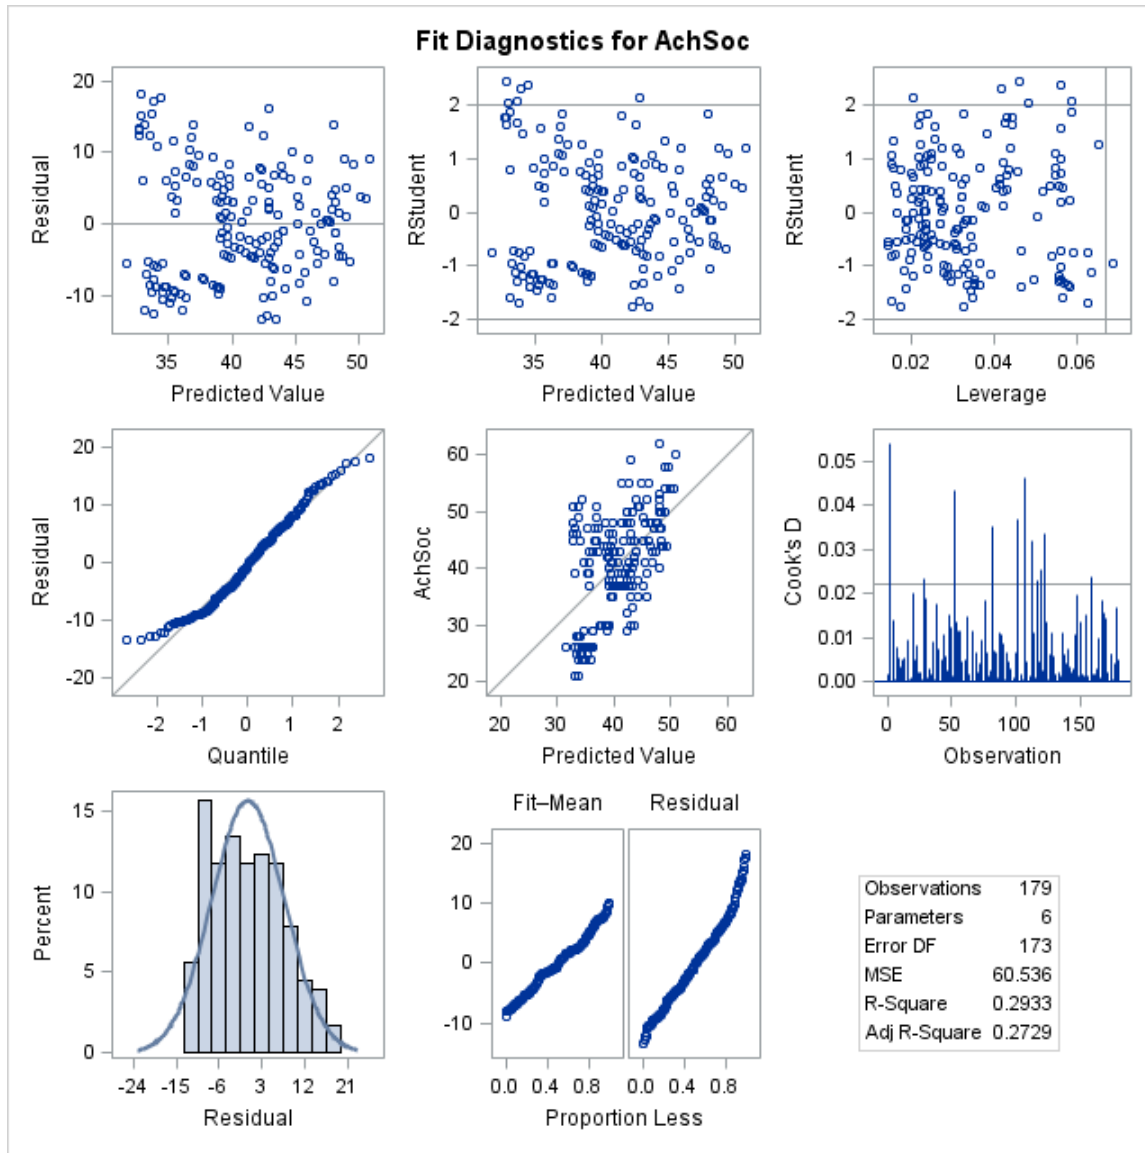 Fit Diagnostics for AchSoc
Residual
20
10
0
-10
35 40 45 50
Predicted Value
RStudent
2
1
0
-1
-2
35 40 45 50
Predicted Value
RStudent
2
1
0
-1
-2
0.02 0.04 0.06
Leverage
Residual
20
10
0
-10
-20
-2 -1 0 1 2
Quantile
AchSoc
60
50
40
30
20
20 30 40 50 60
Predicted Value
Cook's D
0.05
0.04
0.03
0.02
0.01
0.00
0 50 100 150
Observation
Percent
15
10
5
0
-24 -15 -6 3 12 21
Residual
Fit–Mean Residual
20
10
0
-10
0.0 0.4 0.8 0.0 0.4 0.8
Proportion Less
Observations 179
Parameters 6
Error DF 173
MSE 60.536
R-Square 0.2933
Adj R-Square 0.2729